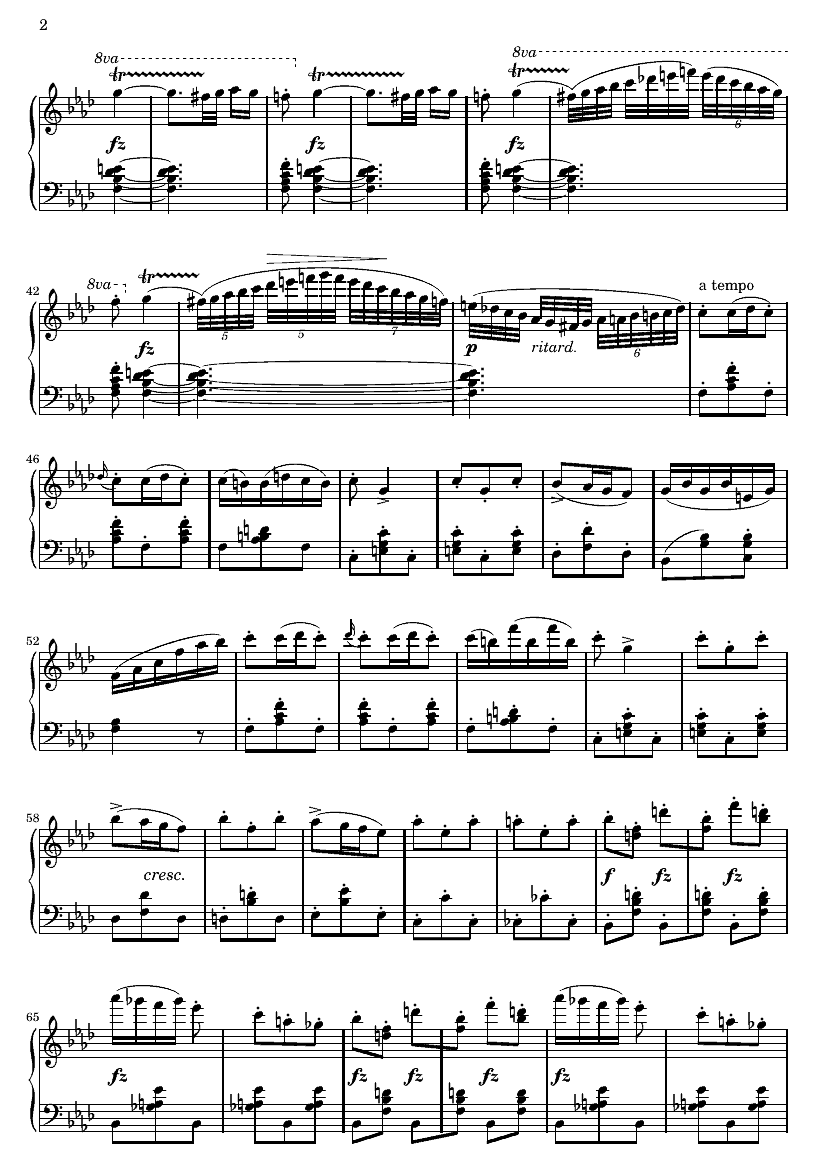 2
8va
tr tr 8va tr
fz fz fz
6
42 8va tr
5 5 7 6
a tempo
fz p ritard.
46
52
58
cresc. f fz fz
65
fz fz fz fz fz